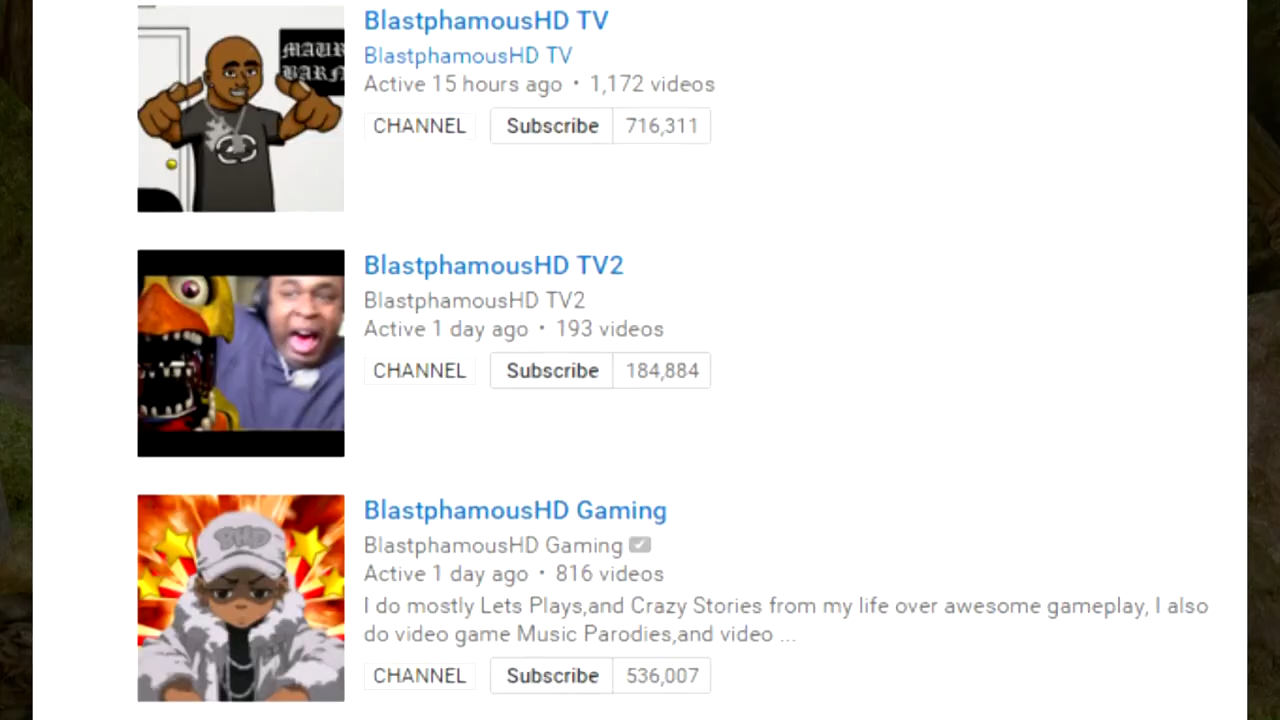 BlastphamousHD TV
BlastphamousHD TV
Active 15 hours ago • 1,172 videos
CHANNEL Subscribe 716,311
BlastphamousHD TV2
BlastphamousHD TV2
Active 1 day ago • 193 videos
CHANNEL Subscribe 184,884
BHD
BlastphamousHD Gaming
BlastphamousHD Gaming
Active 1 day ago • 816 videos
I do mostly Lets Plays,and Crazy Stories from my life over awesome gameplay, I also
do video game Music Parodies,and video ...
CHANNEL Subscribe 536,007